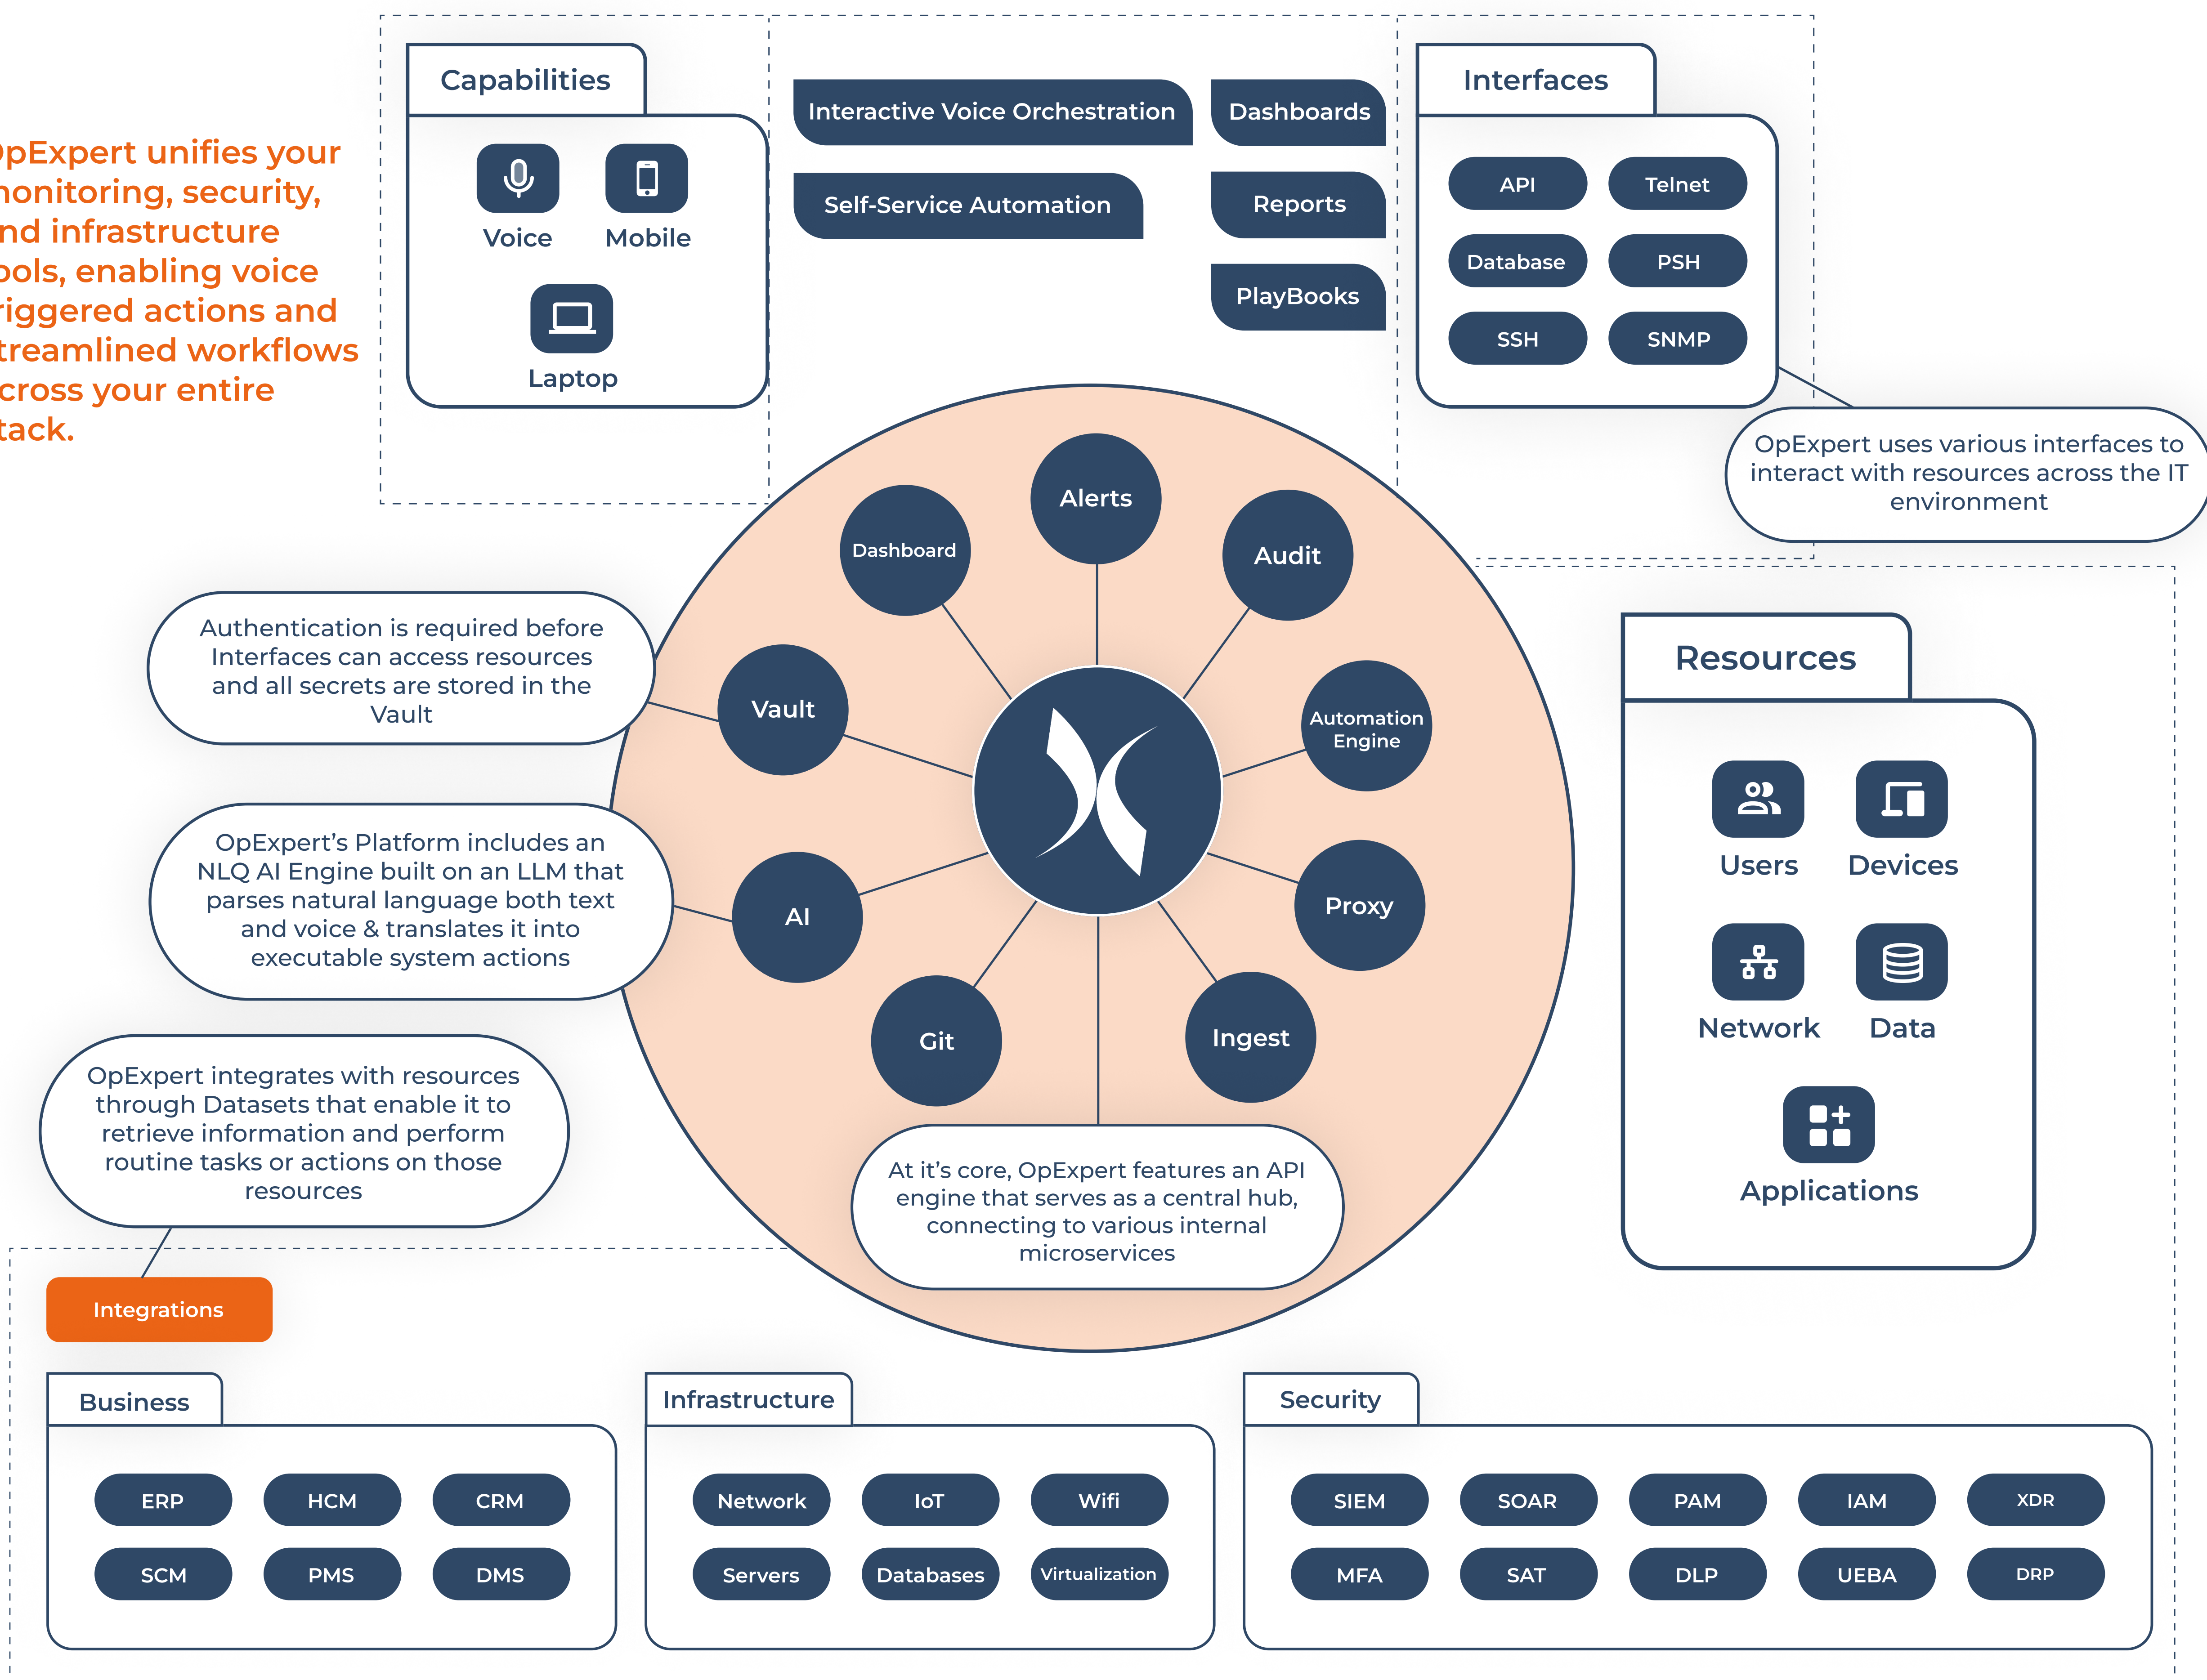 OpExpert unifies your
monitoring, security,
nd infrastructure
ools, enabling voice
riggered actions and
treamlined workflows
cross your entire
tack.
Capabilities
Voice
Mobile
Laptop
Interactive Voice Orchestration
Self-Service Automation
Dashboards
Reports
PlayBooks
Interfaces
API
Telnet
Database
PSH
SSH
SNMP
OpExpert uses various interfaces to
interact with resources across the IT
environment
Alerts
Dashboard
Audit
Vault
Automation
Engine
AI
Proxy
Git
Ingest
Authentication is required before
Interfaces can access resources
and all secrets are stored in the
Vault
OpExpert’s Platform includes an
NLQ AI Engine built on an LLM that
parses natural language both text
and voice & translates it into
executable system actions
OpExpert integrates with resources
through Datasets that enable it to
retrieve information and perform
routine tasks or actions on those
resources
At it’s core, OpExpert features an API
engine that serves as a central hub,
connecting to various internal
microservices
Resources
Users
Devices
Network
Data
Applications
Integrations
Business
ERP
HCM
CRM
SCM
PMS
DMS
Infrastructure
Network
IoT
Wifi
Servers
Databases
Virtualization
Security
SIEM
SOAR
PAM
IAM
XDR
MFA
SAT
DLP
UEBA
DRP